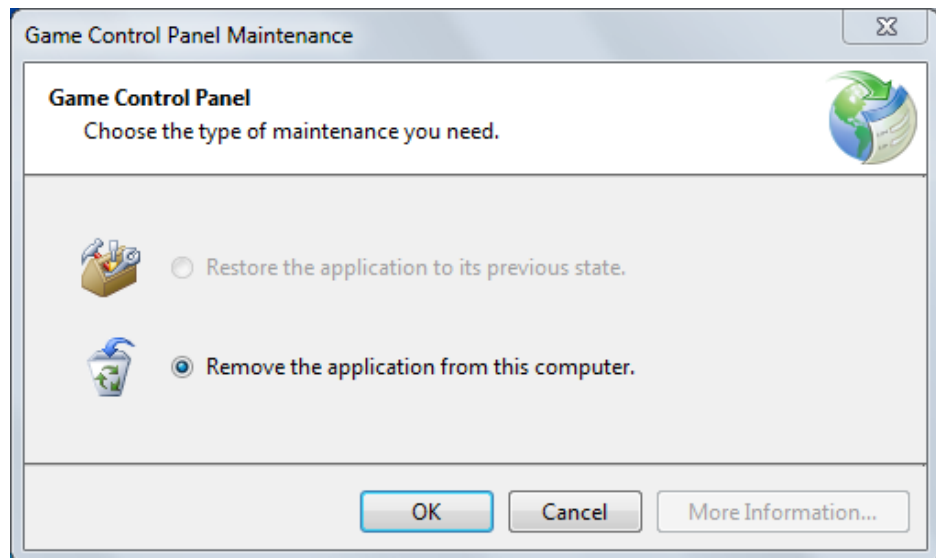 Game Control Panel Maintenance
Game Control Panel
Choose the type of maintenance you need.
Restore the application to its previous state.
Remove the application from this computer.
OK Cancel More Information...